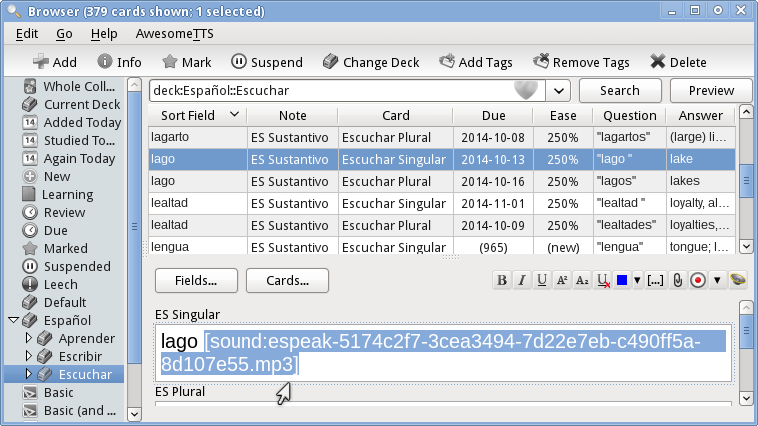 Browser (379 cards shown; 1 selected)
Edit Go Help AwesomeTTS
Add Info Mark Suspend Change Deck Add Tags Remove Tags Delete
Whole Coll...
Current Deck
14 Added Today
14 Studied To...
14 Again Today
New
Learning
Review
Due
Marked
Suspended
Leech
Default
Español
Aprender
Escribir
Escuchar
Basic
Basic (and ...
deck:Español::Escuchar Search Preview
Sort Field Note Card Due Ease Question Answer
lagarto ES Sustantivo Escuchar Plural 2014-10-08 250% "lagartos" (large) li...
lago ES Sustantivo Escuchar Singular 2014-10-13 250% "lago " lake
lago ES Sustantivo Escuchar Plural 2014-10-16 250% "lagos" lakes
lealtad ES Sustantivo Escuchar Singular 2014-11-01 250% "lealtad " loyalty, al...
lealtad ES Sustantivo Escuchar Plural 2014-10-09 250% "lealtades" loyalties,...
lengua ES Sustantivo Escuchar Singular (965) (new) "lengua" tongue; l...
Fields... Cards... B I U A² A₂ U [...]
ES Singular
lago [sound:espeak-5174c2f7-3cea3494-7d22e7eb-c490ff5a-
8d107e55.mp3]
ES Plural